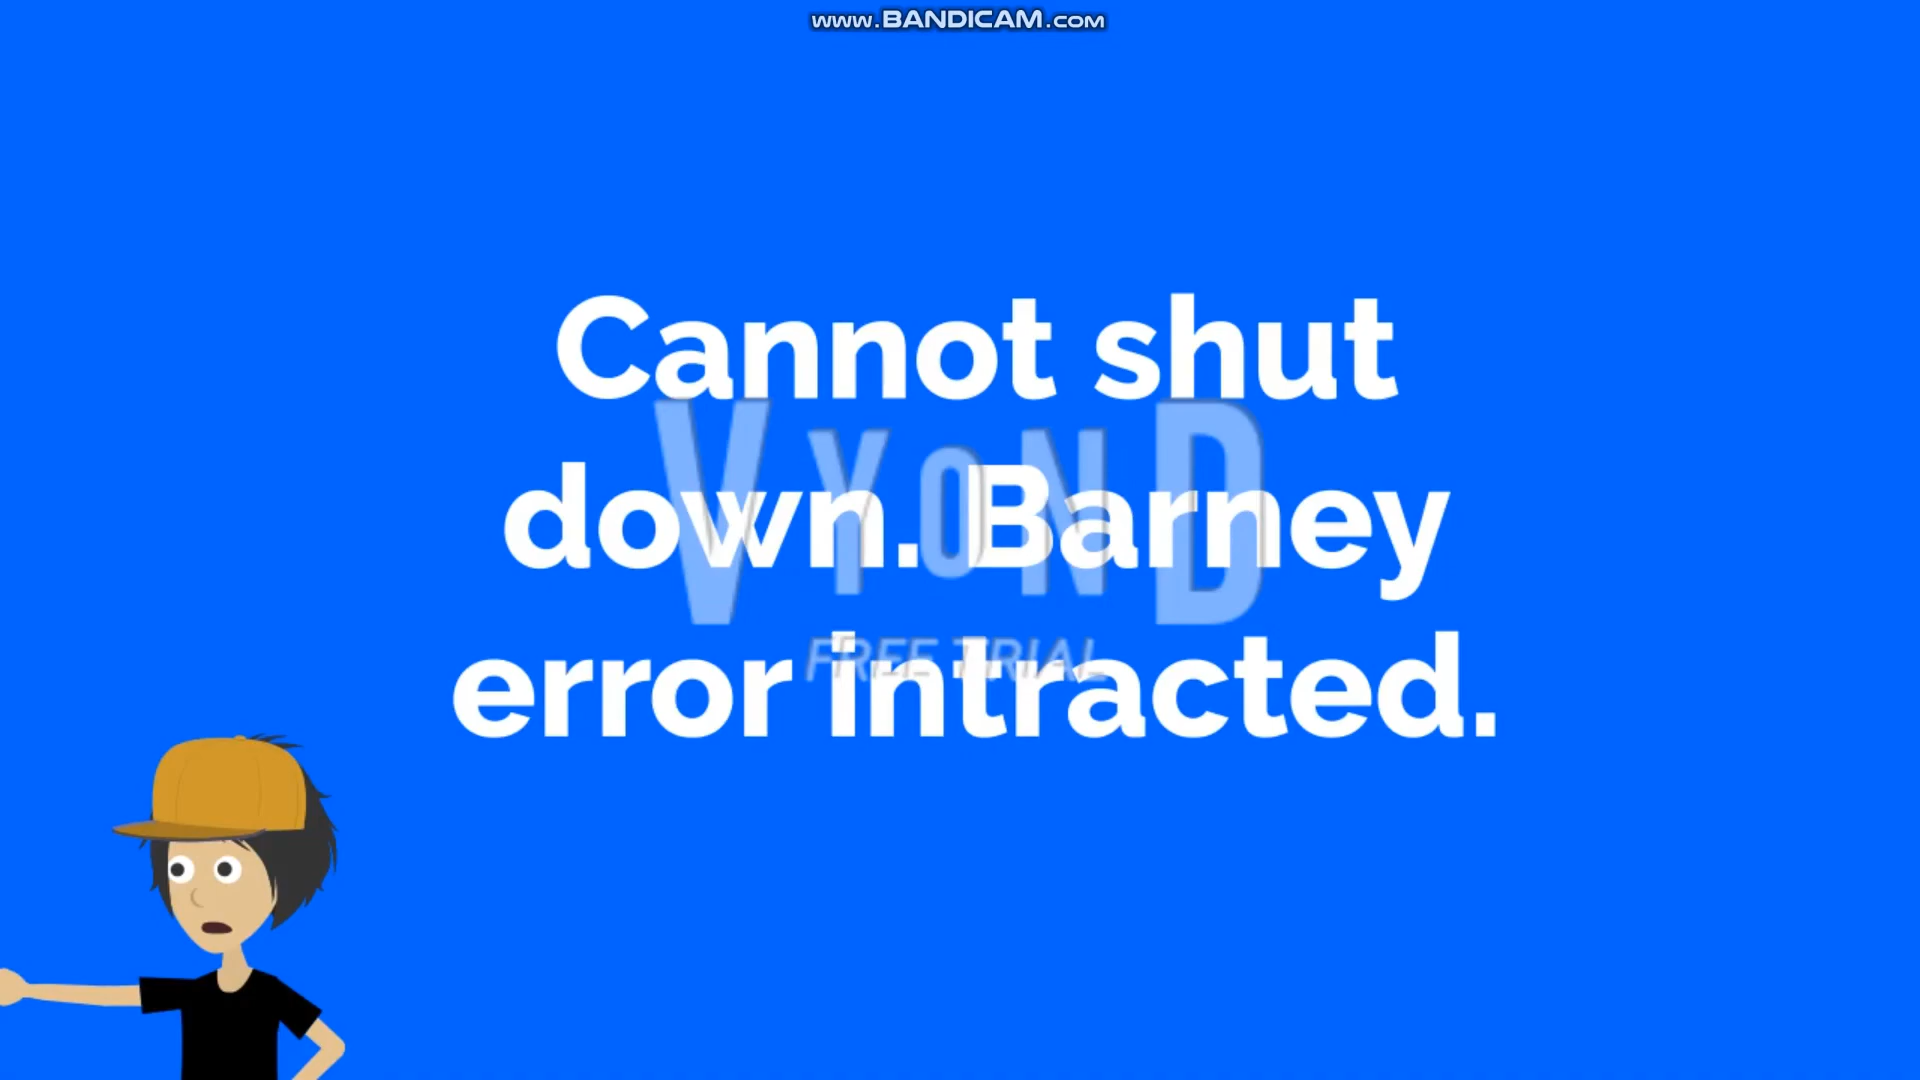 www.BANDICAM.com
Cannot shut
down. Barney
error intracted.
VYOND
FREE TRIAL